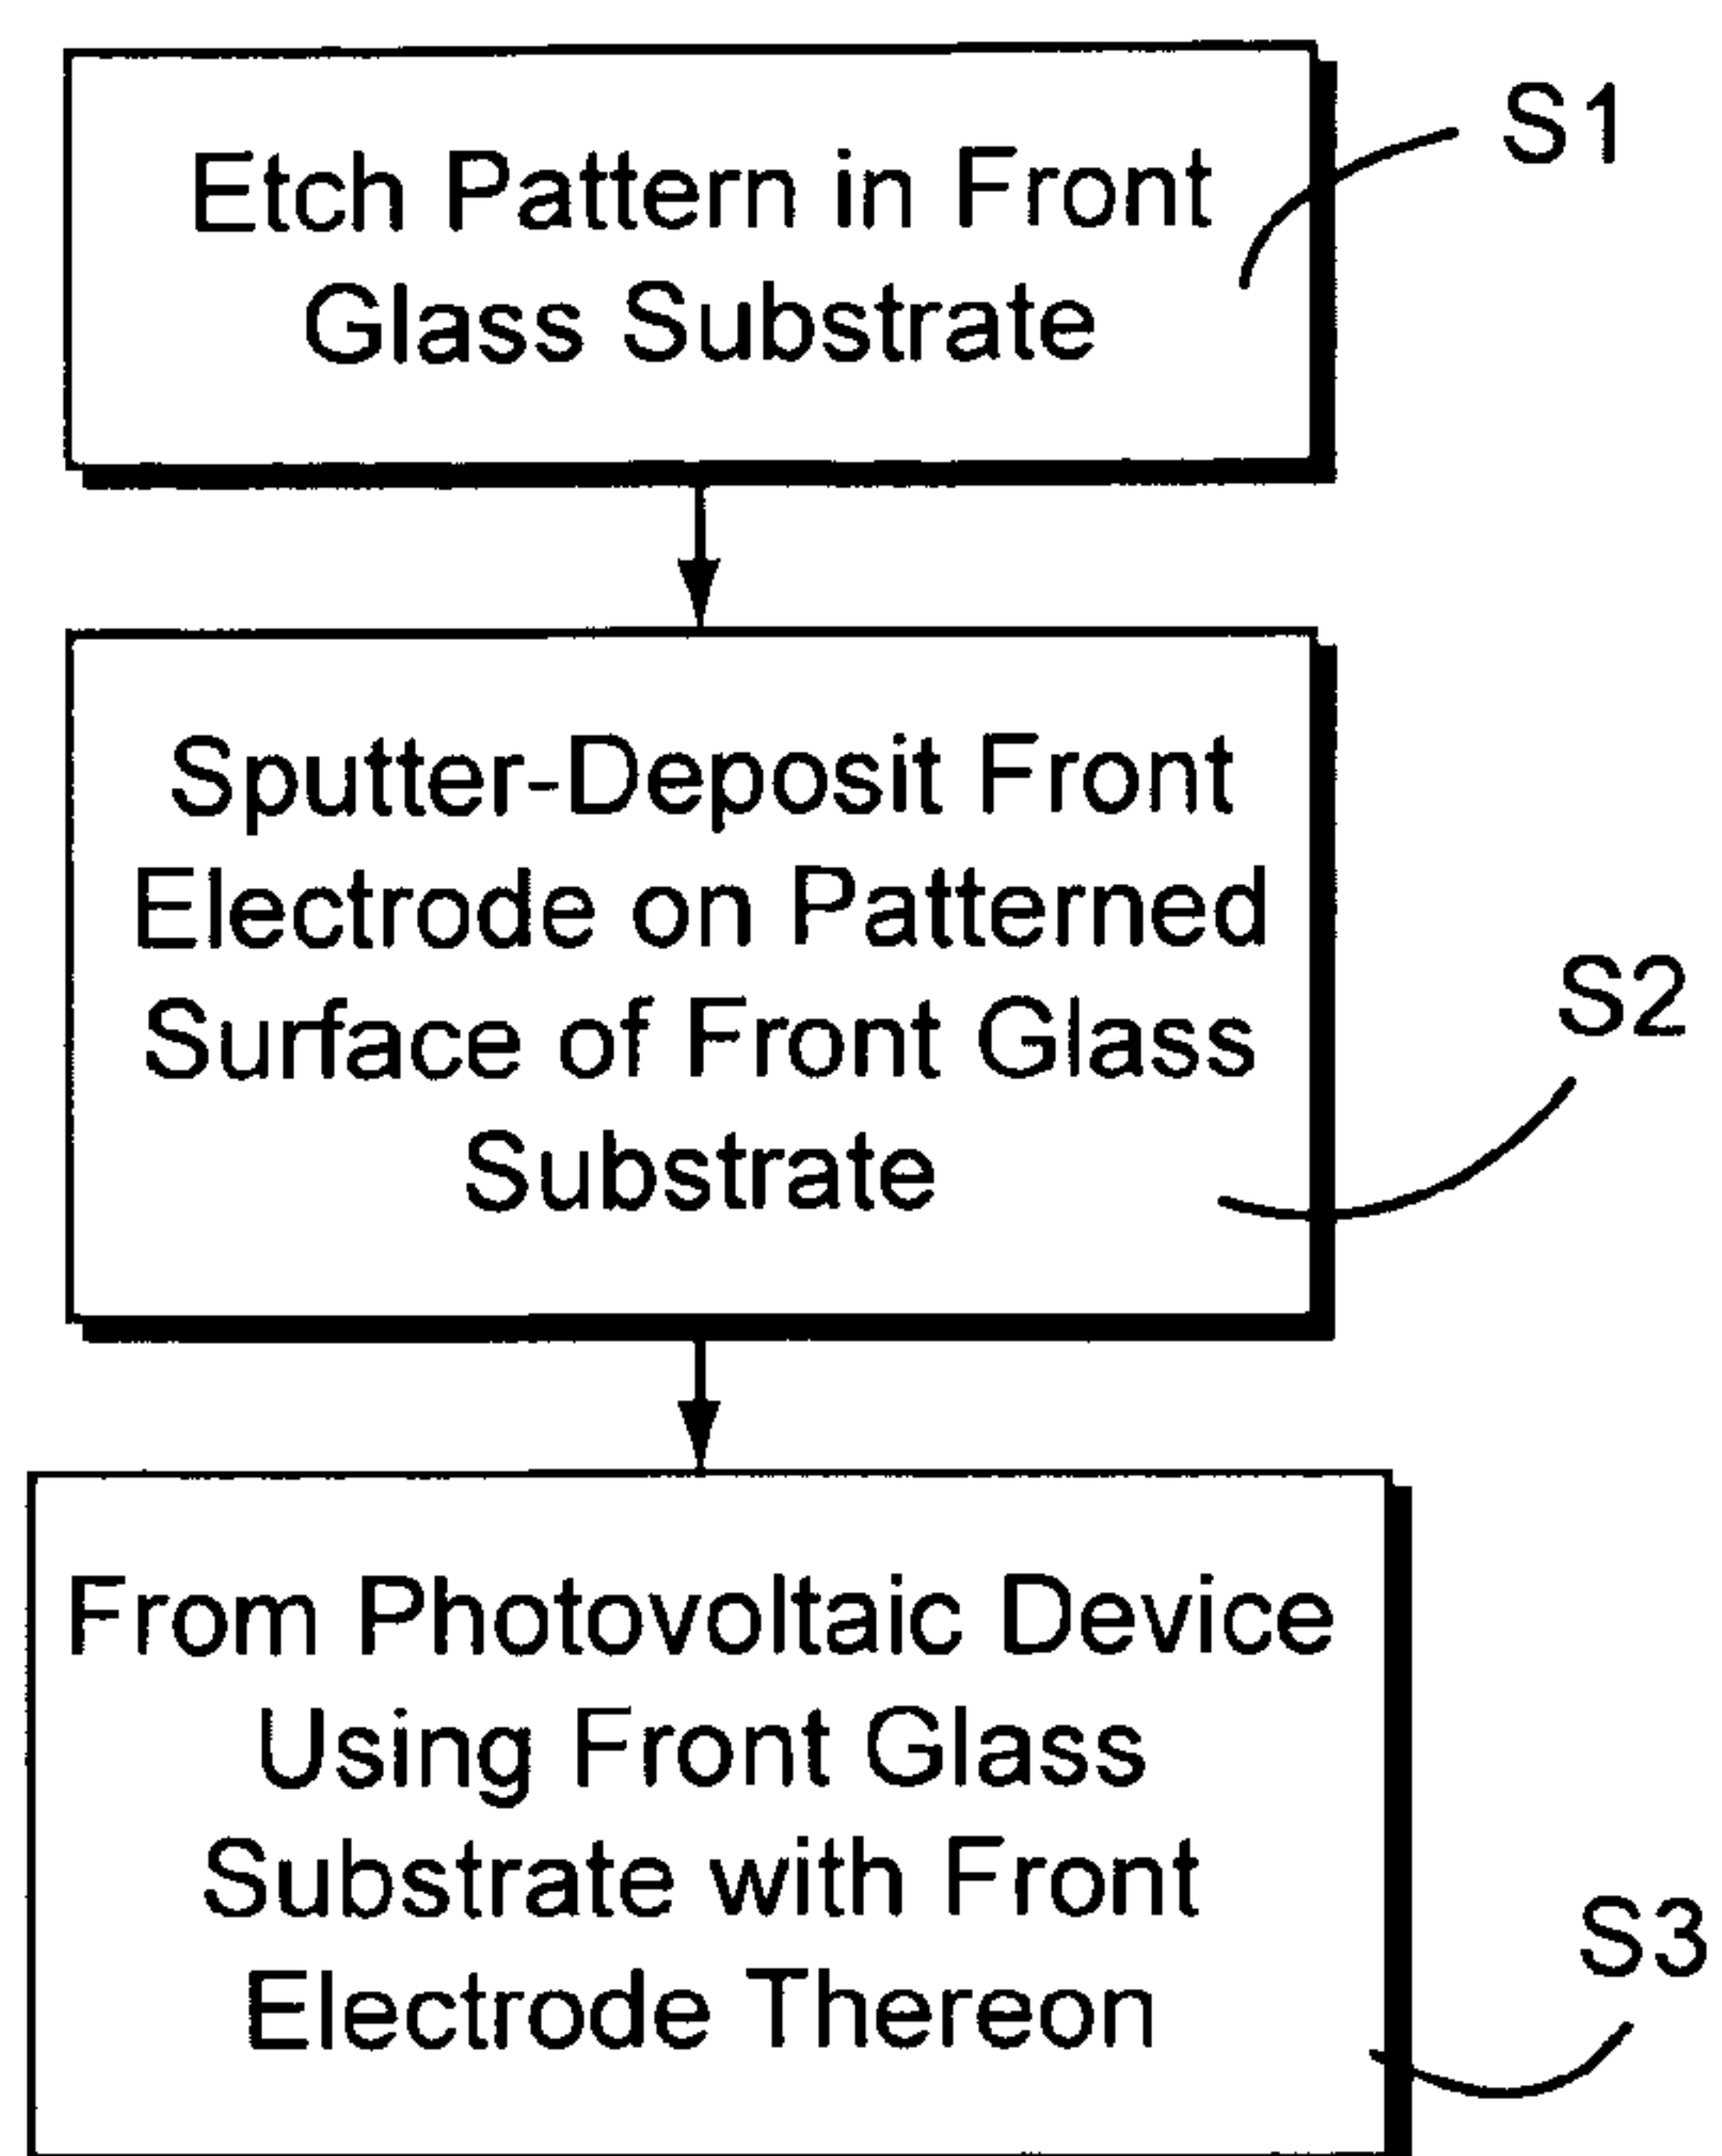 Etch Pattern in Front
Glass Substrate
S1
Sputter-Deposit Front
Electrode on Patterned
Surface of Front Glass
Substrate
S2
From Photovoltaic Device
Using Front Glass
Substrate with Front
Electrode Thereon
S3